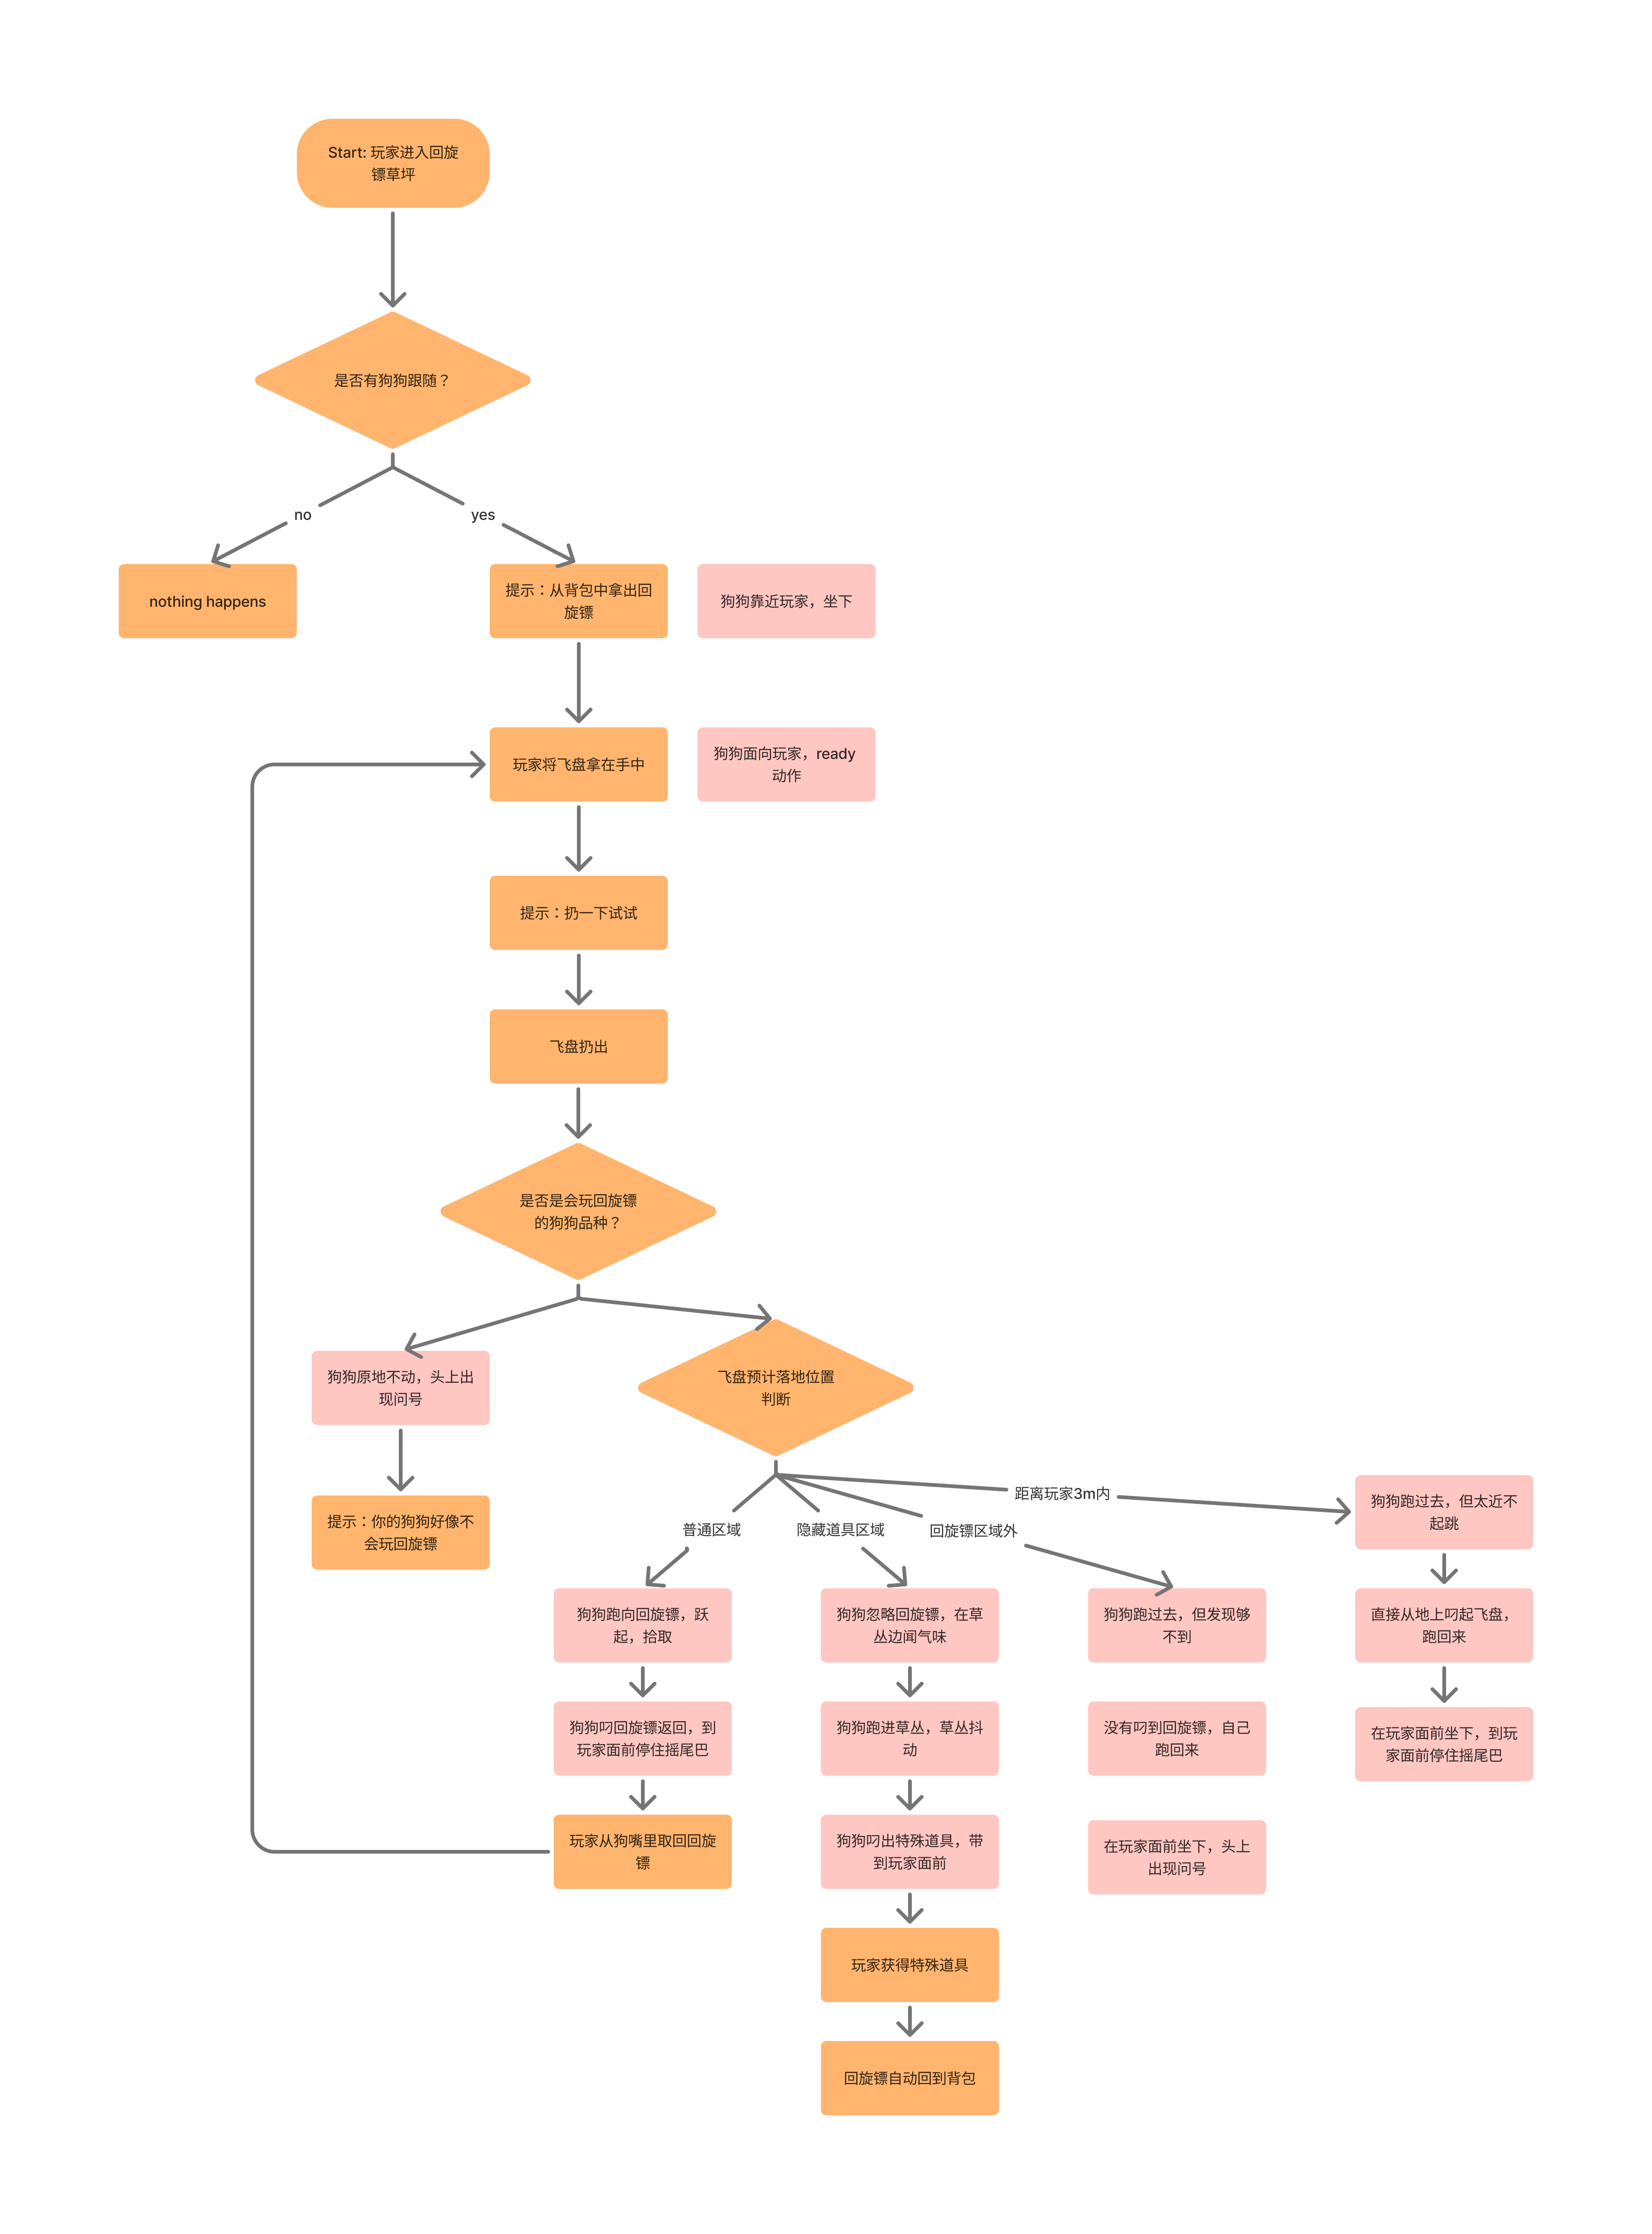 Start: 玩家进入回旋
镖草坪
是否有狗狗跟随？
no
yes
nothing happens
提示：从背包中拿出回
旋镖
狗狗靠近玩家，坐下
玩家将飞盘拿在手中
狗狗面向玩家，ready
动作
提示：扔一下试试
飞盘扔出
是否是会玩回旋镖
的狗狗品种？
狗狗原地不动，头上出
现问号
飞盘预计落地位置
判断
提示：你的狗狗好像不
会玩回旋镖
普通区域
隐藏道具区域
回旋镖区域外
距离玩家3m内
狗狗跑向回旋镖，跃
起，拾取
狗狗叼回旋镖返回，到
玩家面前停住摇尾巴
玩家从狗嘴里取回回旋
镖
狗狗忽略回旋镖，在草
丛边闻气味
狗狗跑进草丛，草丛抖
动
狗狗叼出特殊道具，带
到玩家面前
玩家获得特殊道具
回旋镖自动回到背包
狗狗跑过去，但发现够
不到
没有叼到回旋镖，自己
跑回来
在玩家面前坐下，头上
出现问号
狗狗跑过去，但太近不
起跳
直接从地上叼起飞盘，
跑回来
在玩家面前坐下，到玩
家面前停住摇尾巴